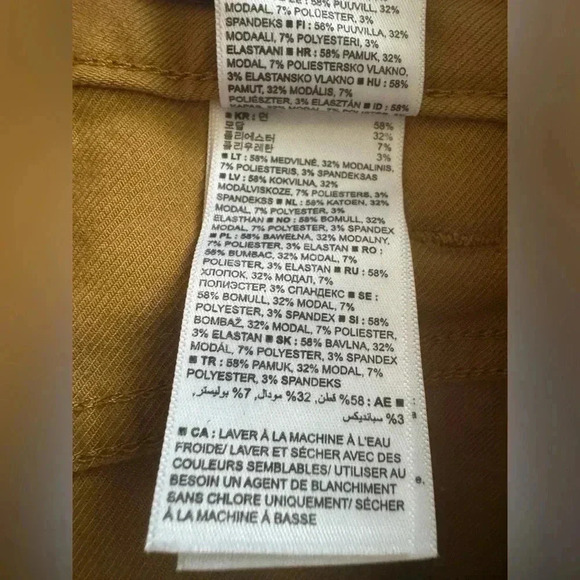 58% PUUVILL, 32%
MODAAL, 7% POLÜESTER, 3%
SPANDEKS ■ FI : 58% PUUVILLA, 32%
MODAALI, 7% POLYESTERI, 3%
ELASTAANI ■ HR : 58% PAMUK, 32%
MODAL, 7% POLIESTERSKO VLAKNO,
3% ELASTANSKO VLAKNO ■ HU : 58%
PAMUT, 32% MODÁLIS, 7%
POLIÉSZTER, 3% ELASZTÁN ■ ID : 58%
■ KR : 면 58%
모달 32%
폴리에스터 7%
폴리우레탄 3%
■ LT : 58% MEDVILNĖ, 32% MODALINIS,
7% POLIESTERIS, 3% SPANDEKSAS
■ LV : 58% KOKVILNA, 32%
MODĀLVISKOZE, 7% POLIESTERS, 3%
SPANDEKSS ■ NL : 58% KATOEN, 32%
MODAL, 7% POLYESTER, 3%
ELASTHAN ■ NO : 58% BOMULL, 32%
MODAL, 7% POLYESTER, 3% SPANDEX
■ PL : 58% BAWEŁNA, 32% MODALNY,
7% POLIESTER, 3% ELASTAN ■ RO :
58% BUMBAC, 32% MODAL, 7%
POLIESTER, 3% ELASTAN ■ RU : 58%
ХЛОПОК, 32% МОДАЛ, 7%
ПОЛИЭСТЕР, 3% СПАНДЕКС ■ SE :
58% BOMULL, 32% MODAL, 7%
POLYESTER, 3% SPANDEX ■ SI : 58%
BOMBAŽ, 32% MODAL, 7% POLIESTER,
3% ELASTAN ■ SK : 58% BAVLNA, 32%
MODÁL, 7% POLYESTER, 3% SPANDEX
■ TR : 58% PAMUK, 32% MODAL, 7%
POLYESTER, 3% SPANDEKS
■ AE : 58% قطن, 32% مودال, 7% بوليستر,
3% سبانديكس
■ CA : LAVER À LA MACHINE À L'EAU
FROIDE/ LAVER ET SÉCHER AVEC DES
COULEURS SEMBLABLES/ UTILISER AU
BESOIN UN AGENT DE BLANCHIMENT
SANS CHLORE UNIQUEMENT/ SÉCHER
À LA MACHINE À BASSE